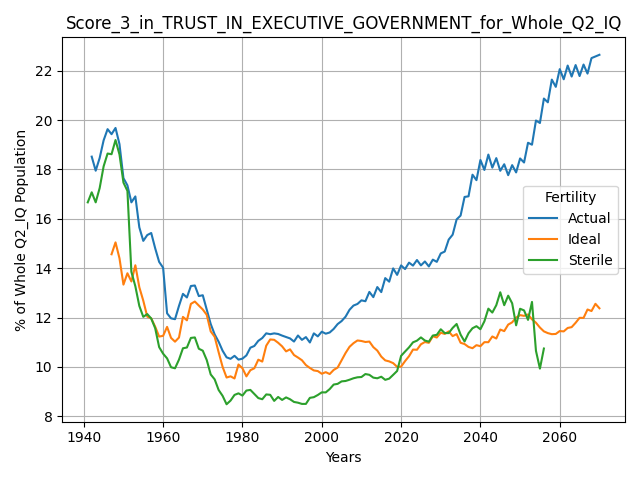 Score_3_in_TRUST_IN_EXECUTIVE_GOVERNMENT_for_Whole_Q2_IQ
% of Whole Q2_IQ Population
22
20
18
16
14
12
10
8
Fertility
Actual
Ideal
Sterile
1940 1960 1980 2000 2020 2040 2060
Years